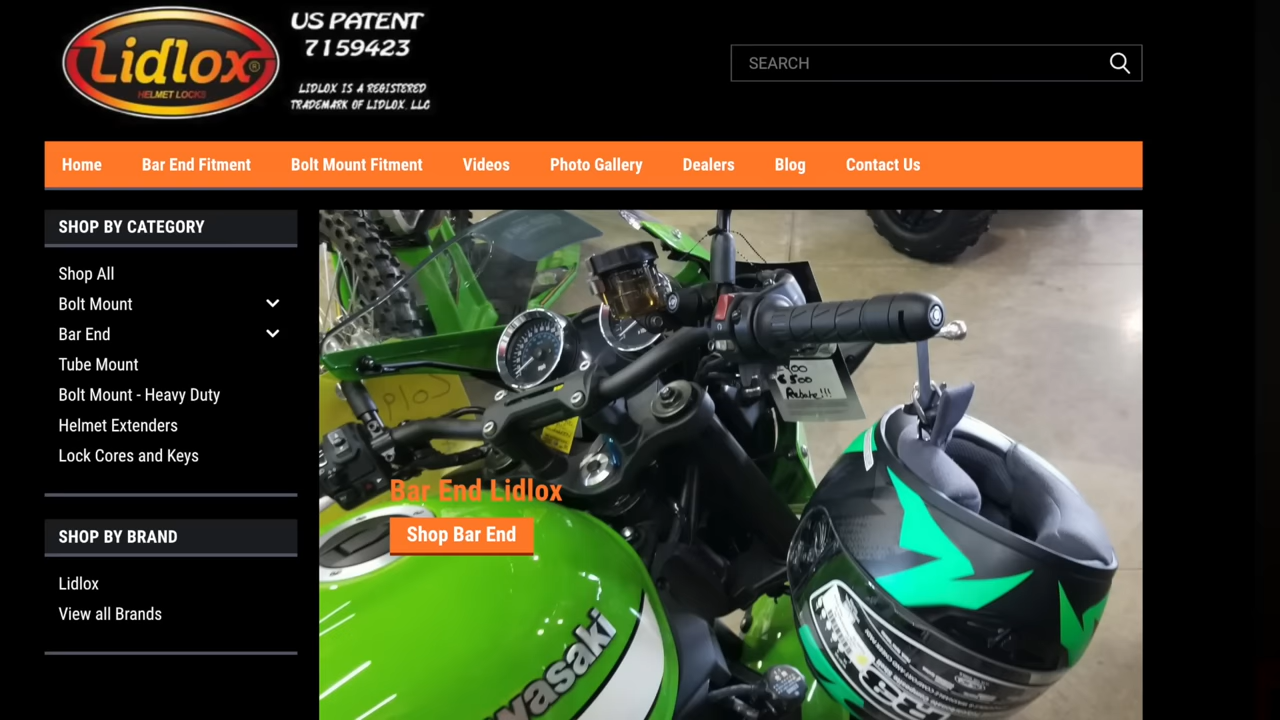 Lidlox®
HELMET LOCKS
US PATENT
7159423
LIDLOX IS A REGISTERED
TRADEMARK OF LIDLOX, LLC
SEARCH
Home
Bar End Fitment
Bolt Mount Fitment
Videos
Photo Gallery
Dealers
Blog
Contact Us
SHOP BY CATEGORY
Shop All
Bolt Mount
Bar End
Tube Mount
Bolt Mount - Heavy Duty
Helmet Extenders
Lock Cores and Keys
SHOP BY BRAND
Lidlox
View all Brands
Rebate!!!
Bar End Lidlox
Shop Bar End